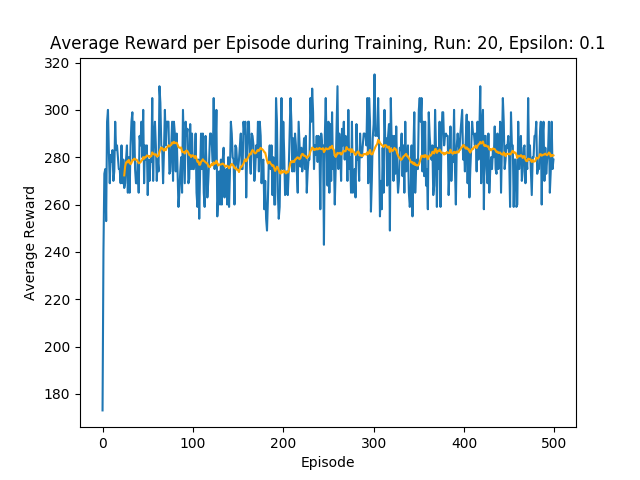 Average Reward per Episode during Training, Run: 20, Epsilon: 0.1
320
300
280
260
240
220
200
180
Average Reward
0 100 200 300 400 500
Episode